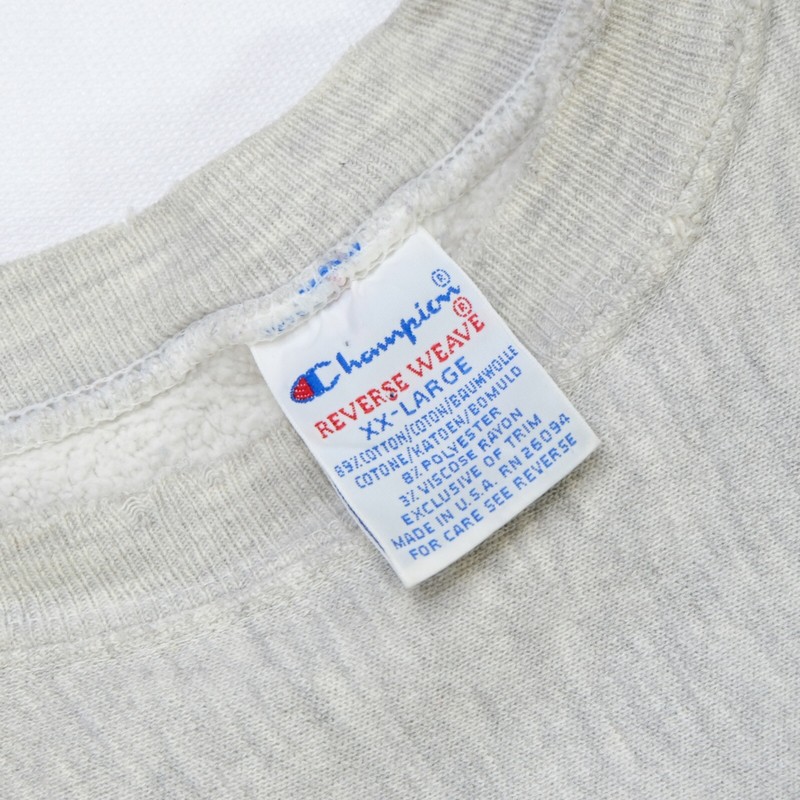 Champion®
REVERSE WEAVE®
XX-LARGE
89% COTTON/COTON/BAUMWOLLE
COTONE/KATOEN/BOMULD
8% POLYESTER
3% VISCOSE RAYON
EXCLUSIVE OF TRIM
MADE IN U.S.A. RN 26094
FOR CARE SEE REVERSE